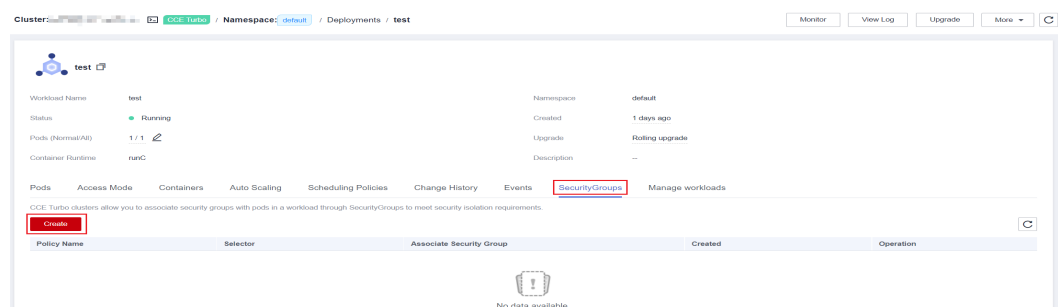 Cluster: CCE Turbo / Namespace: default / Deployments / test Monitor View Log Upgrade More
test
Workload Name test Namespace default
Status Running Created 1 days ago
Pods (Normal/All) 1 / 1 Upgrade Rolling upgrade
Container Runtime runC Description --
Pods Access Mode Containers Auto Scaling Scheduling Policies Change History Events SecurityGroups Manage workloads
CCE Turbo clusters allow you to associate security groups with pods in a workload through SecurityGroups to meet security isolation requirements.
Create
Policy Name Selector Associate Security Group Created Operation
No data available